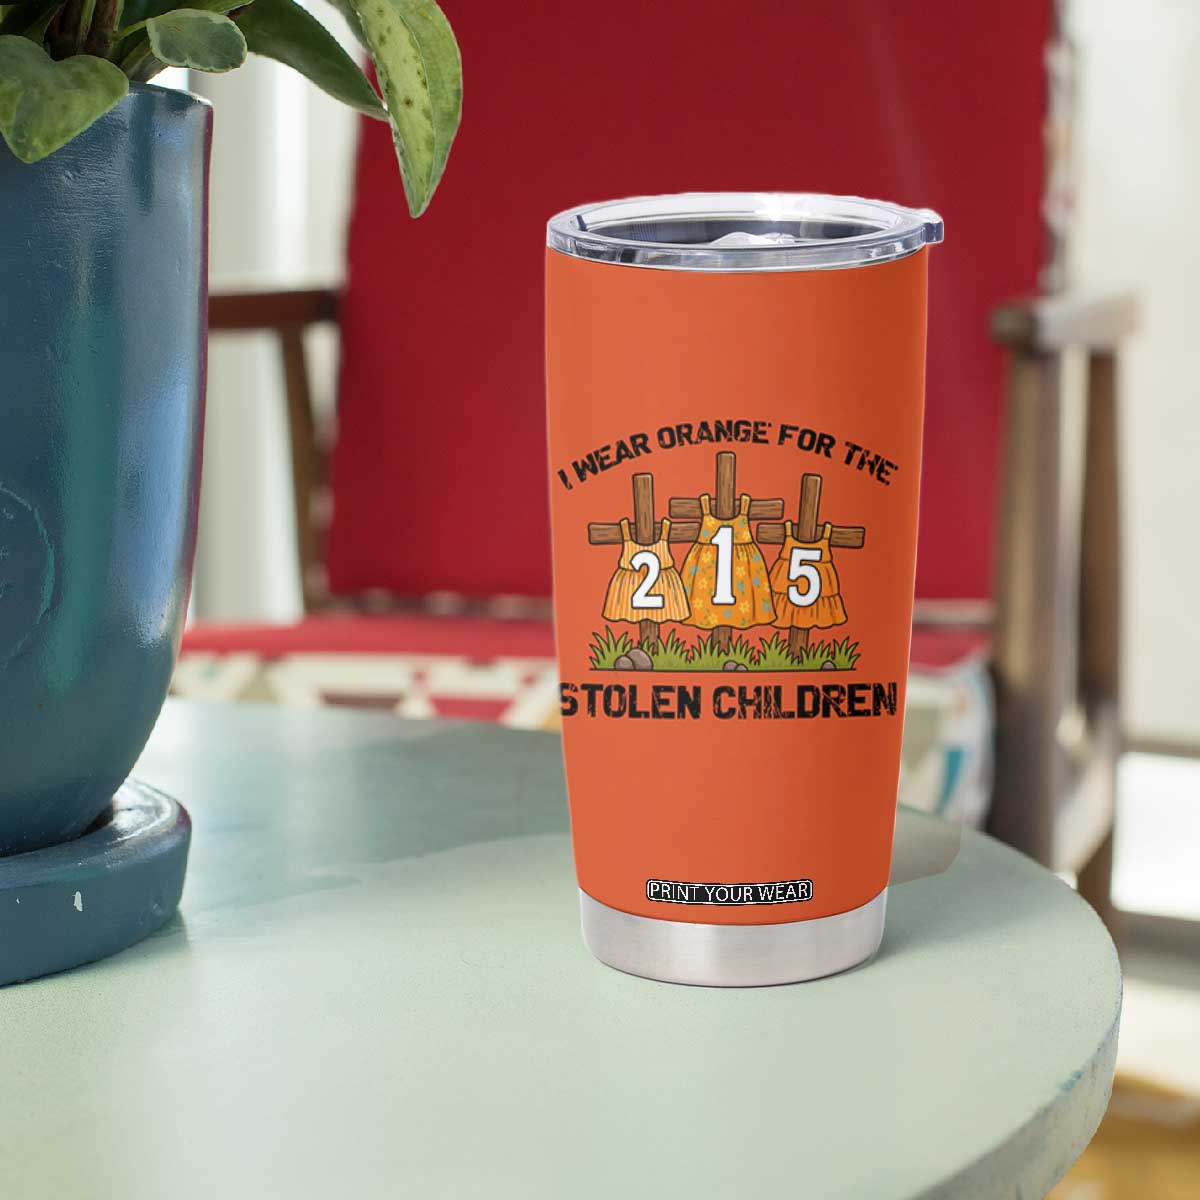 I WEAR ORANGE FOR THE
2 1 5
STOLEN CHILDREN
PRINT YOUR WEAR